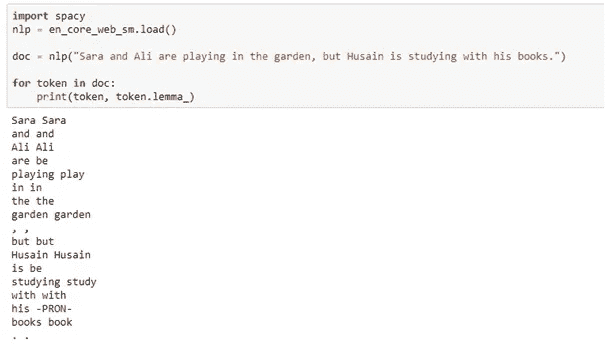 import spacy
nlp = en_core_web_sm.load()
doc = nlp("Sara and Ali are playing in the garden, but Husain is studying with his books.")
for token in doc:
    print(token, token.lemma_)
Sara Sara
and and
Ali Ali
are be
playing play
in in
the the
garden garden
, ,
but but
Husain Husain
is be
studying study
with with
his -PRON-
books book
. .